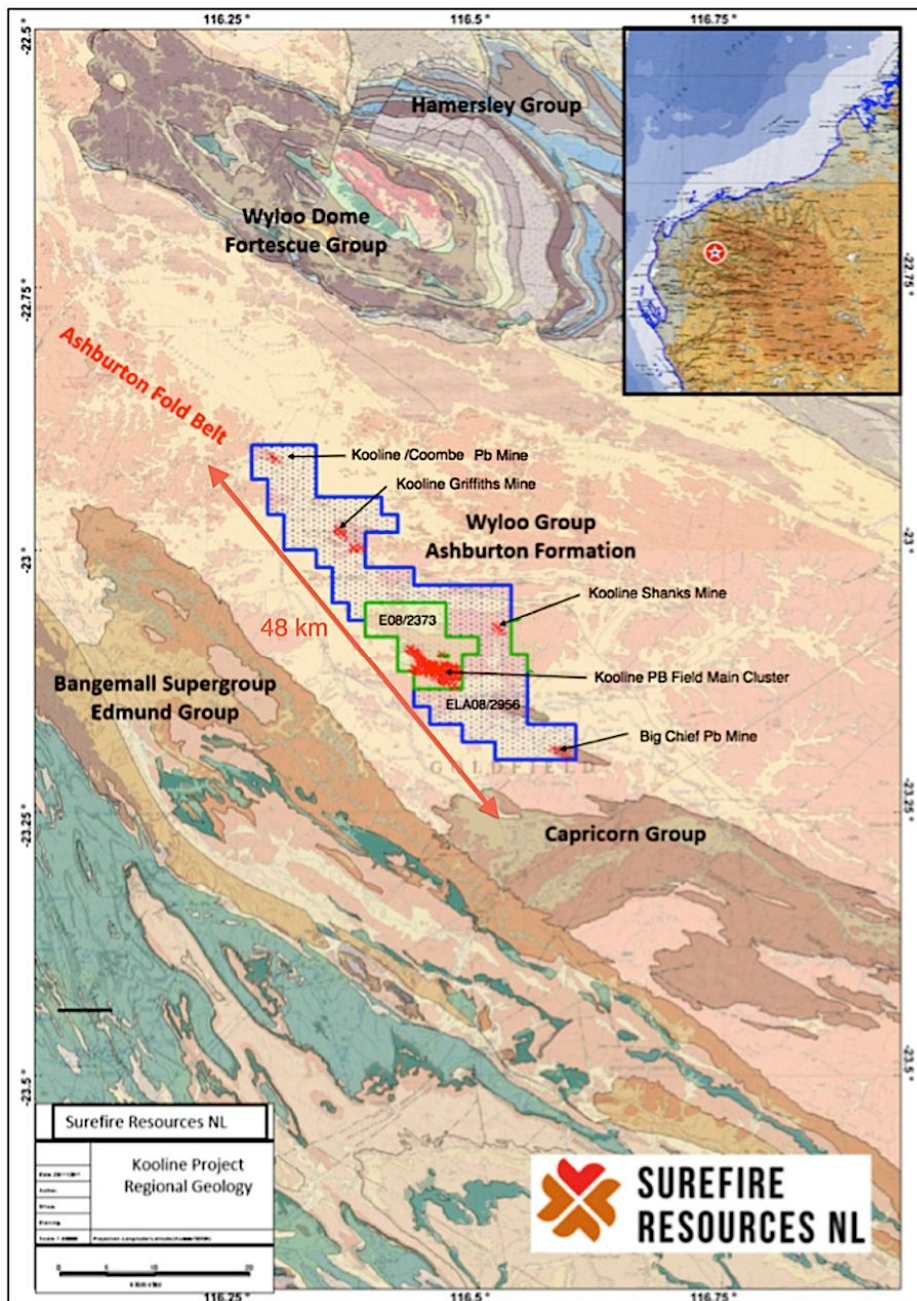 116.25 °
116.5 °
116.75 °
-22.5
Hamersley Group
Wyloo Dome
Fortescue Group
-22.75
-22.75 °
Ashburton Fold Belt
Kooline /Coombe Pb Mine
Kooline Griffiths Mine
Wyloo Group
Ashburton Formation
-23
-23 °
Kooline Shanks Mine
E08/2373
48 km
Kooline PB Field Main Cluster
Bangemall Supergroup
Edmund Group
ELA08/2956
Big Chief Pb Mine
GOLDFIELD
-23.25
-23.25 °
Capricorn Group
-23.5
-23.5 °
Surefire Resources NL
Kooline Project
Regional Geology
0
5
10
20
SUREFIRE
RESOURCES NL
116.25 °
116.5 °
116.75 °